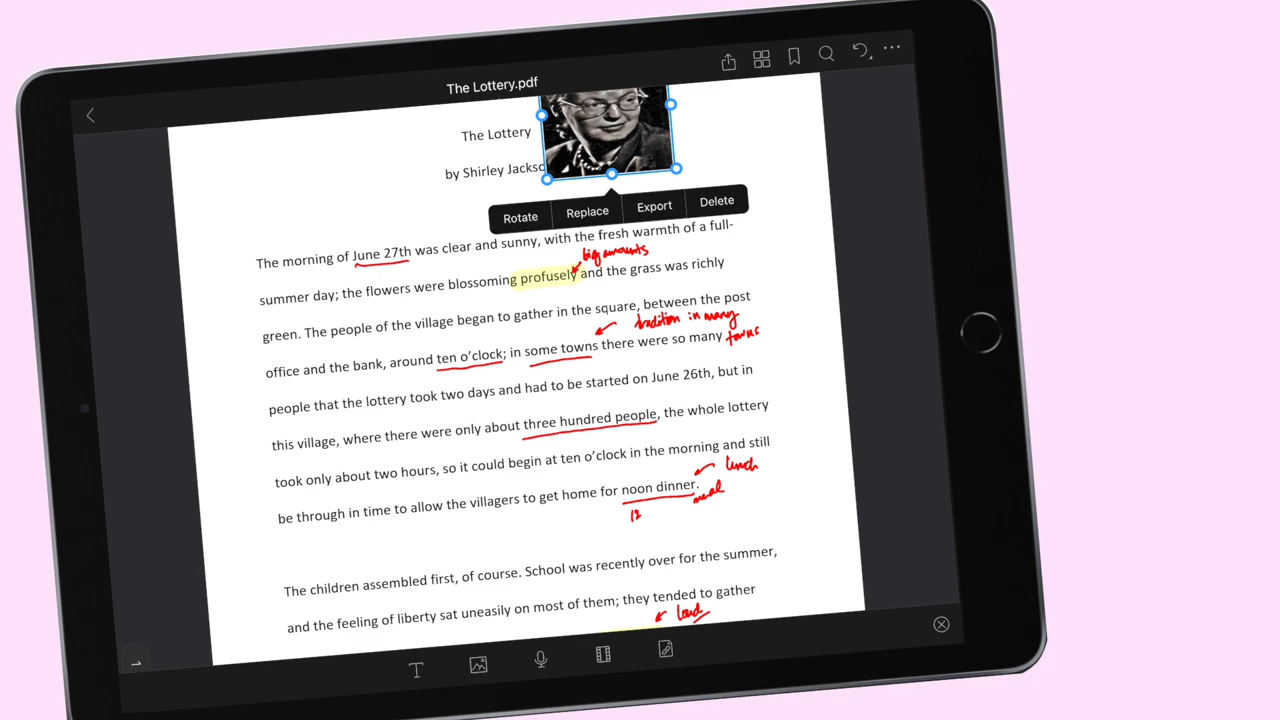 The Lottery.pdf
The Lottery
by Shirley Jackso
Rotate Replace Export Delete
The morning of June 27th was clear and sunny, with the fresh warmth of a full-
big amounts
summer day; the flowers were blossoming profusely and the grass was richly
green. The people of the village began to gather in the square, between the post
tradition in many
office and the bank, around ten o'clock; in some towns there were so many
towns
people that the lottery took two days and had to be started on June 26th, but in
this village, where there were only about three hundred people, the whole lottery
took only about two hours, so it could begin at ten o'clock in the morning and still
lunch
be through in time to allow the villagers to get home for noon dinner.
meal
12
The children assembled first, of course. School was recently over for the summer,
and the feeling of liberty sat uneasily on most of them; they tended to gather
loud
1
T